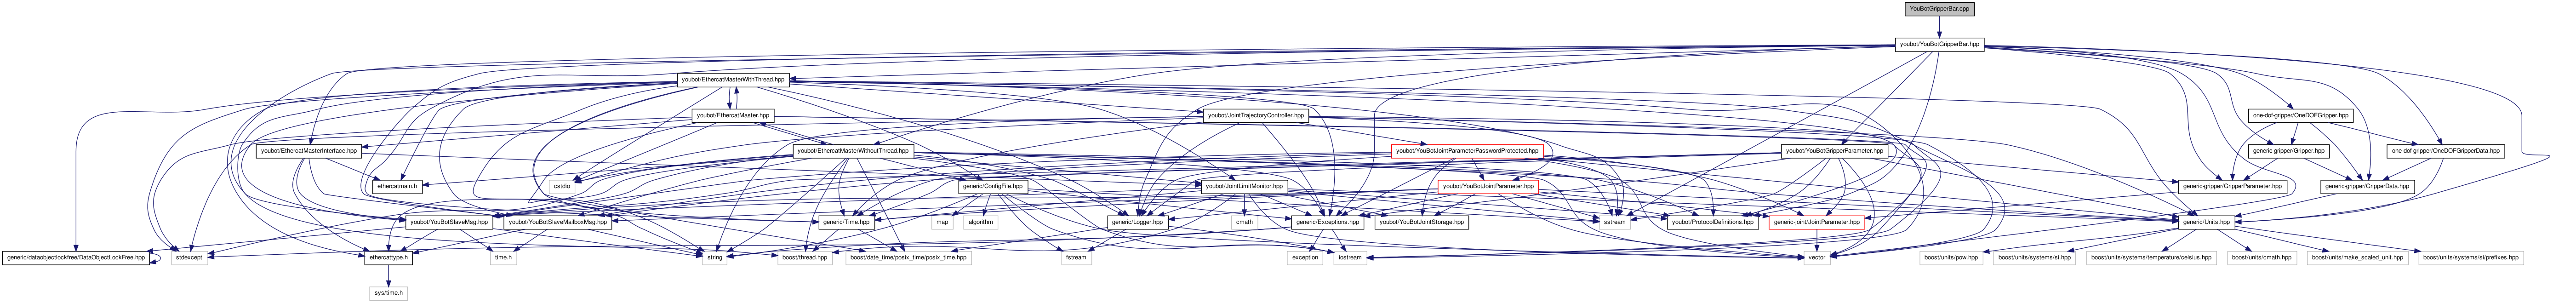 YouBotGripperBar.cpp
youbot/YouBotGripperBar.hpp
youbot/EthercatMasterWithThread.hpp
youbot/EthercatMaster.hpp
youbot/JointTrajectoryController.hpp
one-dof-gripper/OneDOFGripper.hpp
youbot/EthercatMasterInterface.hpp
youbot/EthercatMasterWithoutThread.hpp
youbot/YouBotJointParameterPasswordProtected.hpp
youbot/YouBotGripperParameter.hpp
generic-gripper/Gripper.hpp
one-dof-gripper/OneDOFGripperData.hpp
ethercatmain.h
cstdio
generic/ConfigFile.hpp
youbot/JointLimitMonitor.hpp
youbot/YouBotJointParameter.hpp
generic-gripper/GripperParameter.hpp
generic-gripper/GripperData.hpp
youbot/YouBotSlaveMsg.hpp
youbot/YouBotSlaveMailboxMsg.hpp
generic/Time.hpp
map
algorithm
generic/Logger.hpp
cmath
generic/Exceptions.hpp
youbot/YouBotJointStorage.hpp
sstream
youbot/ProtocolDefinitions.hpp
generic-joint/JointParameter.hpp
generic/Units.hpp
generic/dataobjectlockfree/DataObjectLockFree.hpp
stdexcept
ethercattype.h
time.h
string
boost/thread.hpp
boost/date_time/posix_time/posix_time.hpp
fstream
exception
iostream
vector
boost/units/pow.hpp
boost/units/systems/si.hpp
boost/units/systems/temperature/celsius.hpp
boost/units/cmath.hpp
boost/units/make_scaled_unit.hpp
boost/units/systems/si/prefixes.hpp
sys/time.h